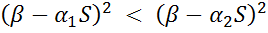 (β − α₁S)² < (β − α₂S)²